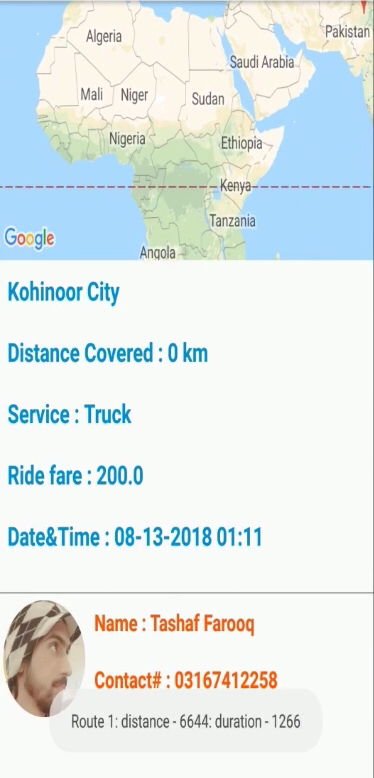 Algeria
Pakistan
Saudi Arabia
Mali
Niger
Sudan
Nigeria
Ethiopia
Kenya
Tanzania
Google
Angola
Kohinoor City
Distance Covered : 0 km
Service : Truck
Ride fare : 200.0
Date&Time : 08-13-2018 01:11
Name : Tashaf Farooq
Contact# : 03167412258
Route 1: distance - 6644: duration - 1266